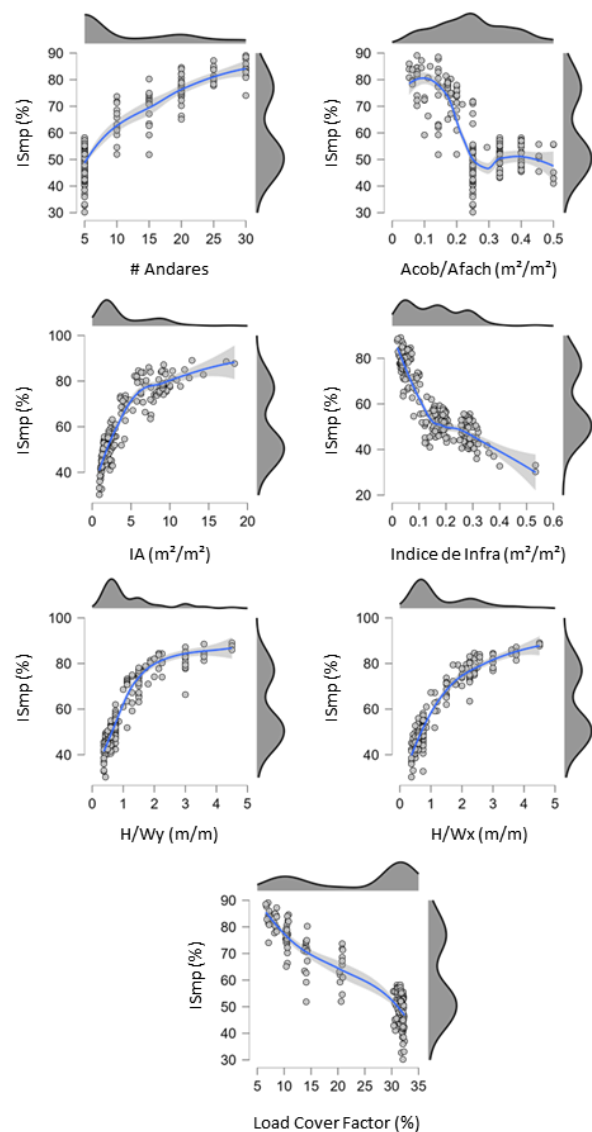 90
80
70
60
50
40
30
ISmp (%)
5 10 15 20 25 30
# Andares
90
80
70
60
50
40
30
ISmp (%)
0 0.1 0.2 0.3 0.4 0.5
Acob/Afach (m²/m²)
100
80
60
40
ISmp (%)
0 5 10 15 20
IA (m²/m²)
80
60
40
20
ISmp (%)
0 0.1 0.2 0.3 0.4 0.5 0.6
Indice de Infra (m²/m²)
100
80
60
40
ISmp (%)
0 1 2 3 4 5
H/Wy (m/m)
100
80
60
40
ISmp (%)
0 1 2 3 4 5
H/Wx (m/m)
90
80
70
60
50
40
30
ISmp (%)
5 10 15 20 25 30 35
Load Cover Factor (%)